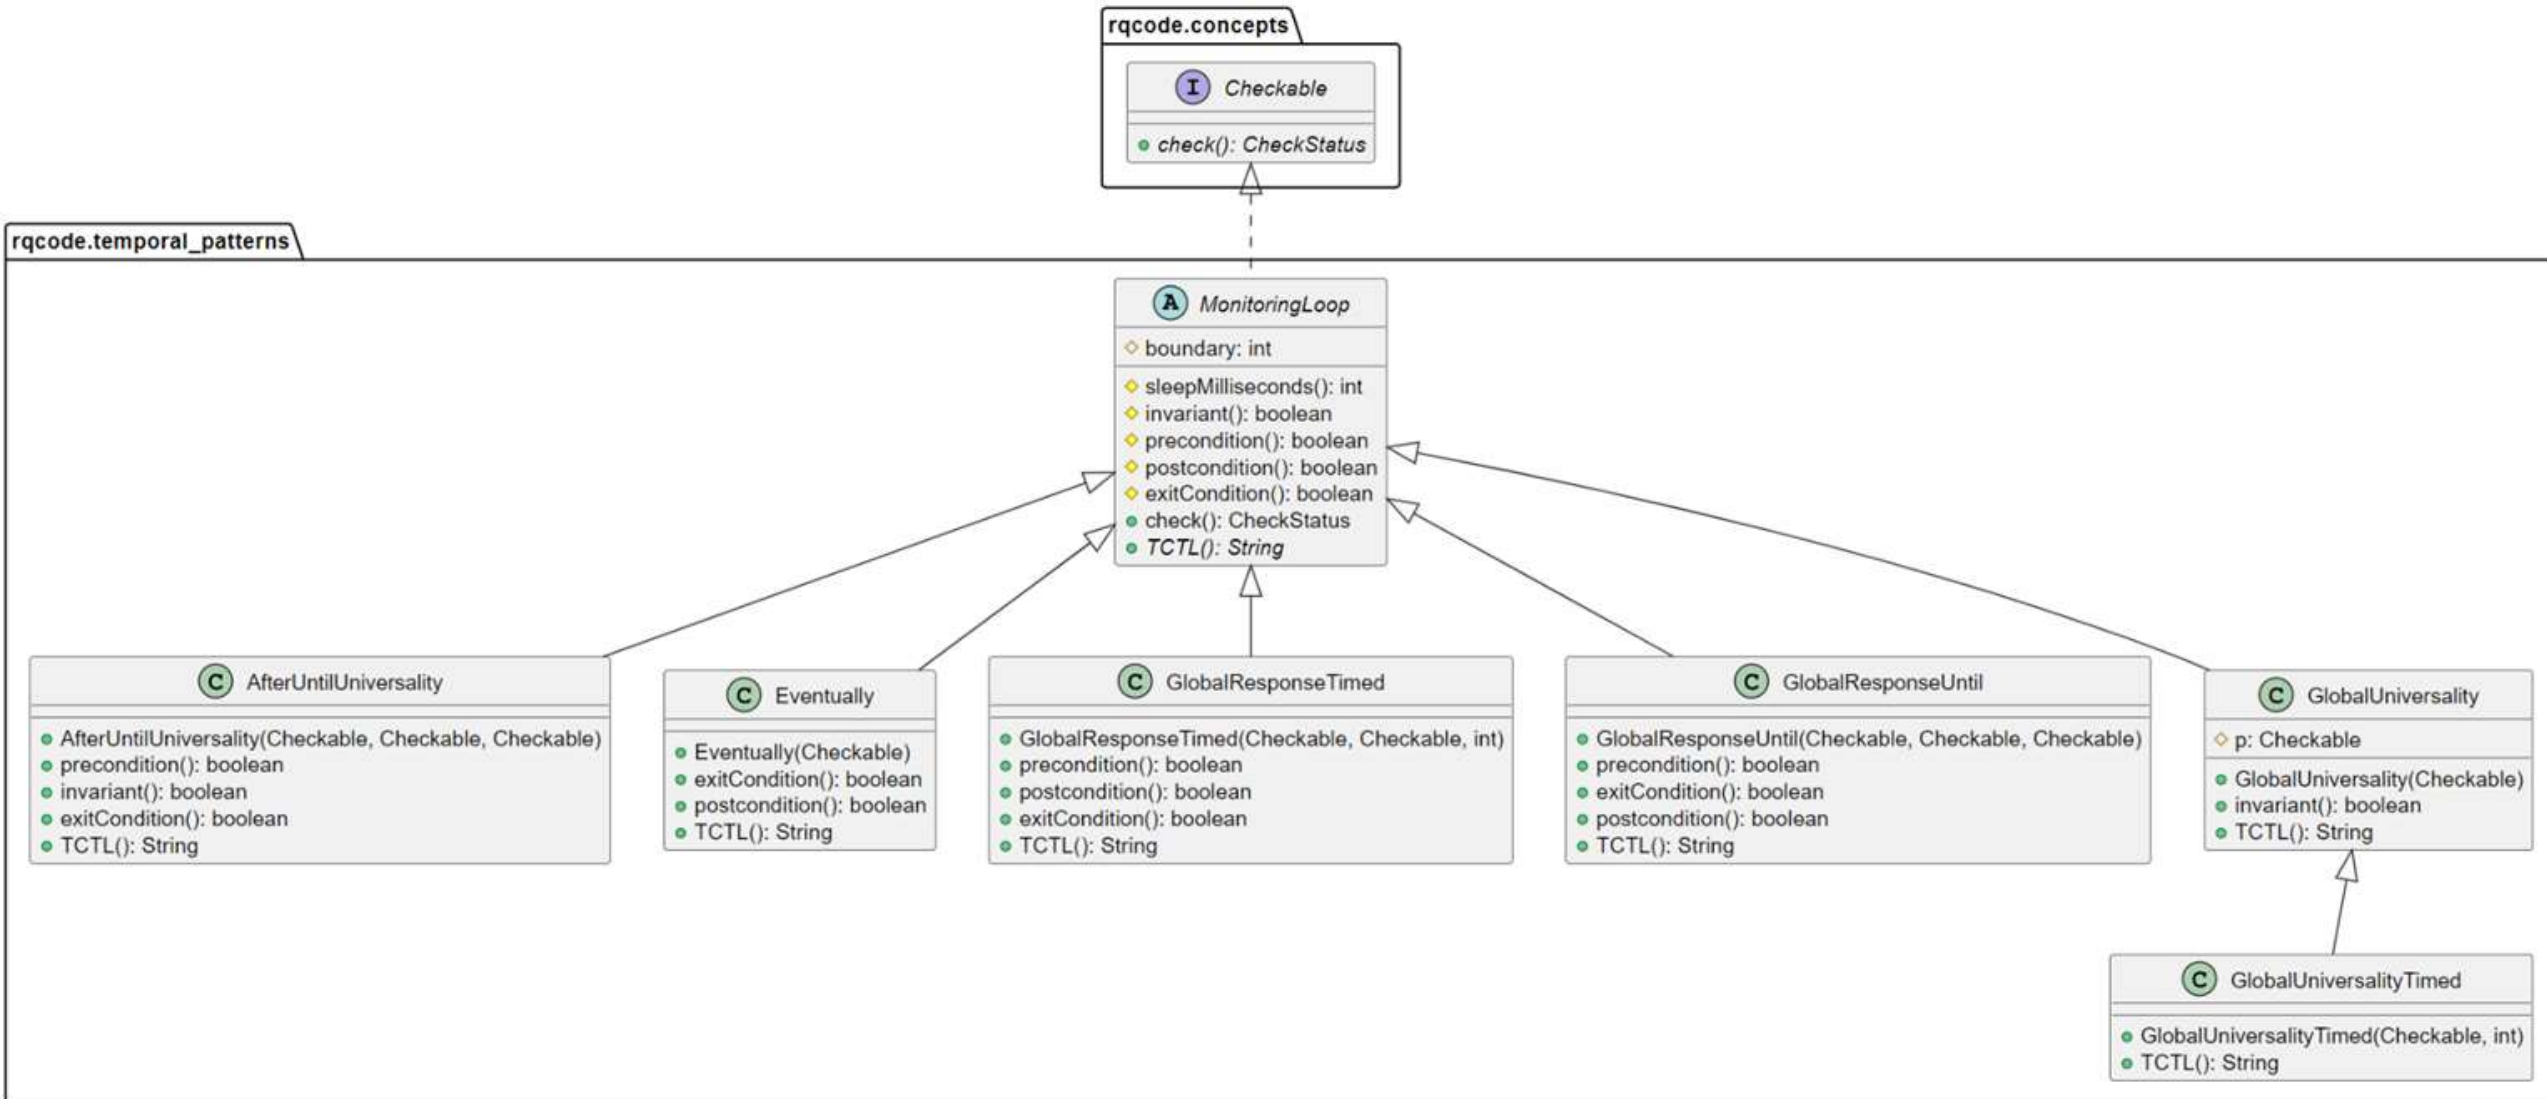 rqcode.concepts
I Checkable
check(): CheckStatus
rqcode.temporal_patterns
A MonitoringLoop
boundary: int
sleepMilliseconds(): int
invariant(): boolean
precondition(): boolean
postcondition(): boolean
exitCondition(): boolean
check(): CheckStatus
TCTL(): String
C AfterUntilUniversality
AfterUntilUniversality(Checkable, Checkable, Checkable)
precondition(): boolean
invariant(): boolean
exitCondition(): boolean
TCTL(): String
C Eventually
Eventually(Checkable)
exitCondition(): boolean
postcondition(): boolean
TCTL(): String
C GlobalResponseTimed
GlobalResponseTimed(Checkable, Checkable, int)
precondition(): boolean
postcondition(): boolean
exitCondition(): boolean
TCTL(): String
C GlobalResponseUntil
GlobalResponseUntil(Checkable, Checkable, Checkable)
precondition(): boolean
exitCondition(): boolean
postcondition(): boolean
TCTL(): String
C GlobalUniversality
p: Checkable
GlobalUniversality(Checkable)
invariant(): boolean
TCTL(): String
C GlobalUniversalityTimed
GlobalUniversalityTimed(Checkable, int)
TCTL(): String